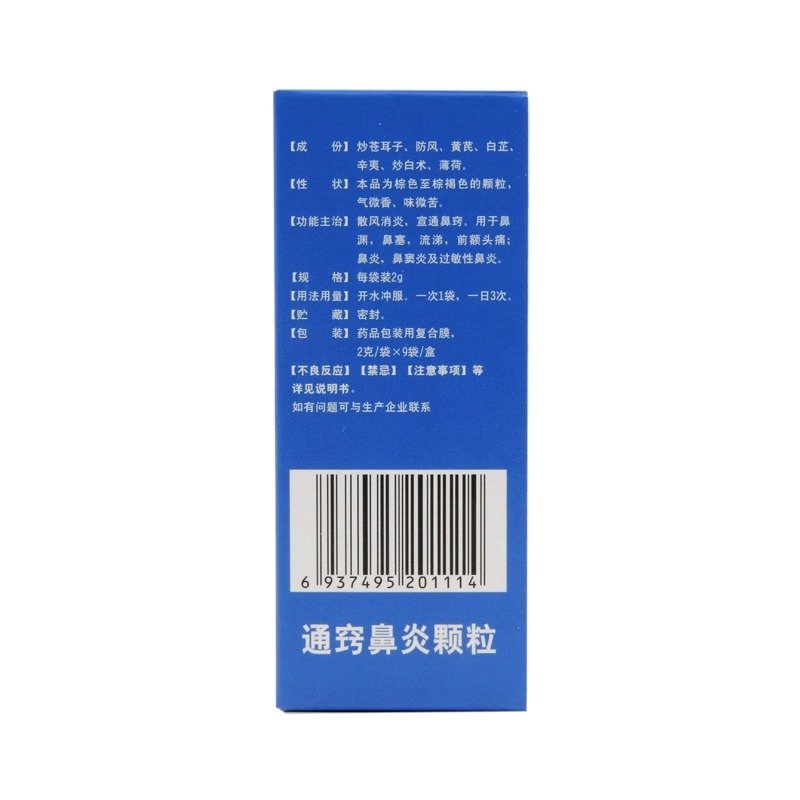 【成　份】炒苍耳子、防风、黄芪、白芷、
辛夷、炒白术、薄荷。
【性　状】本品为棕色至棕褐色的颗粒，
气微香、味微苦。
【功能主治】散风消炎，宣通鼻窍。用于鼻
渊，鼻塞，流涕，前额头痛；
鼻炎，鼻窦炎及过敏性鼻炎。
【规　格】每袋装2g
【用法用量】开水冲服。一次1袋，一日3次。
【贮　藏】密封。
【包　装】药品包装用复合膜，
2克/袋×9袋/盒
【不良反应】【禁忌】【注意事项】等
详见说明书。
如有问题可与生产企业联系
6 937495 201114
通窍鼻炎颗粒